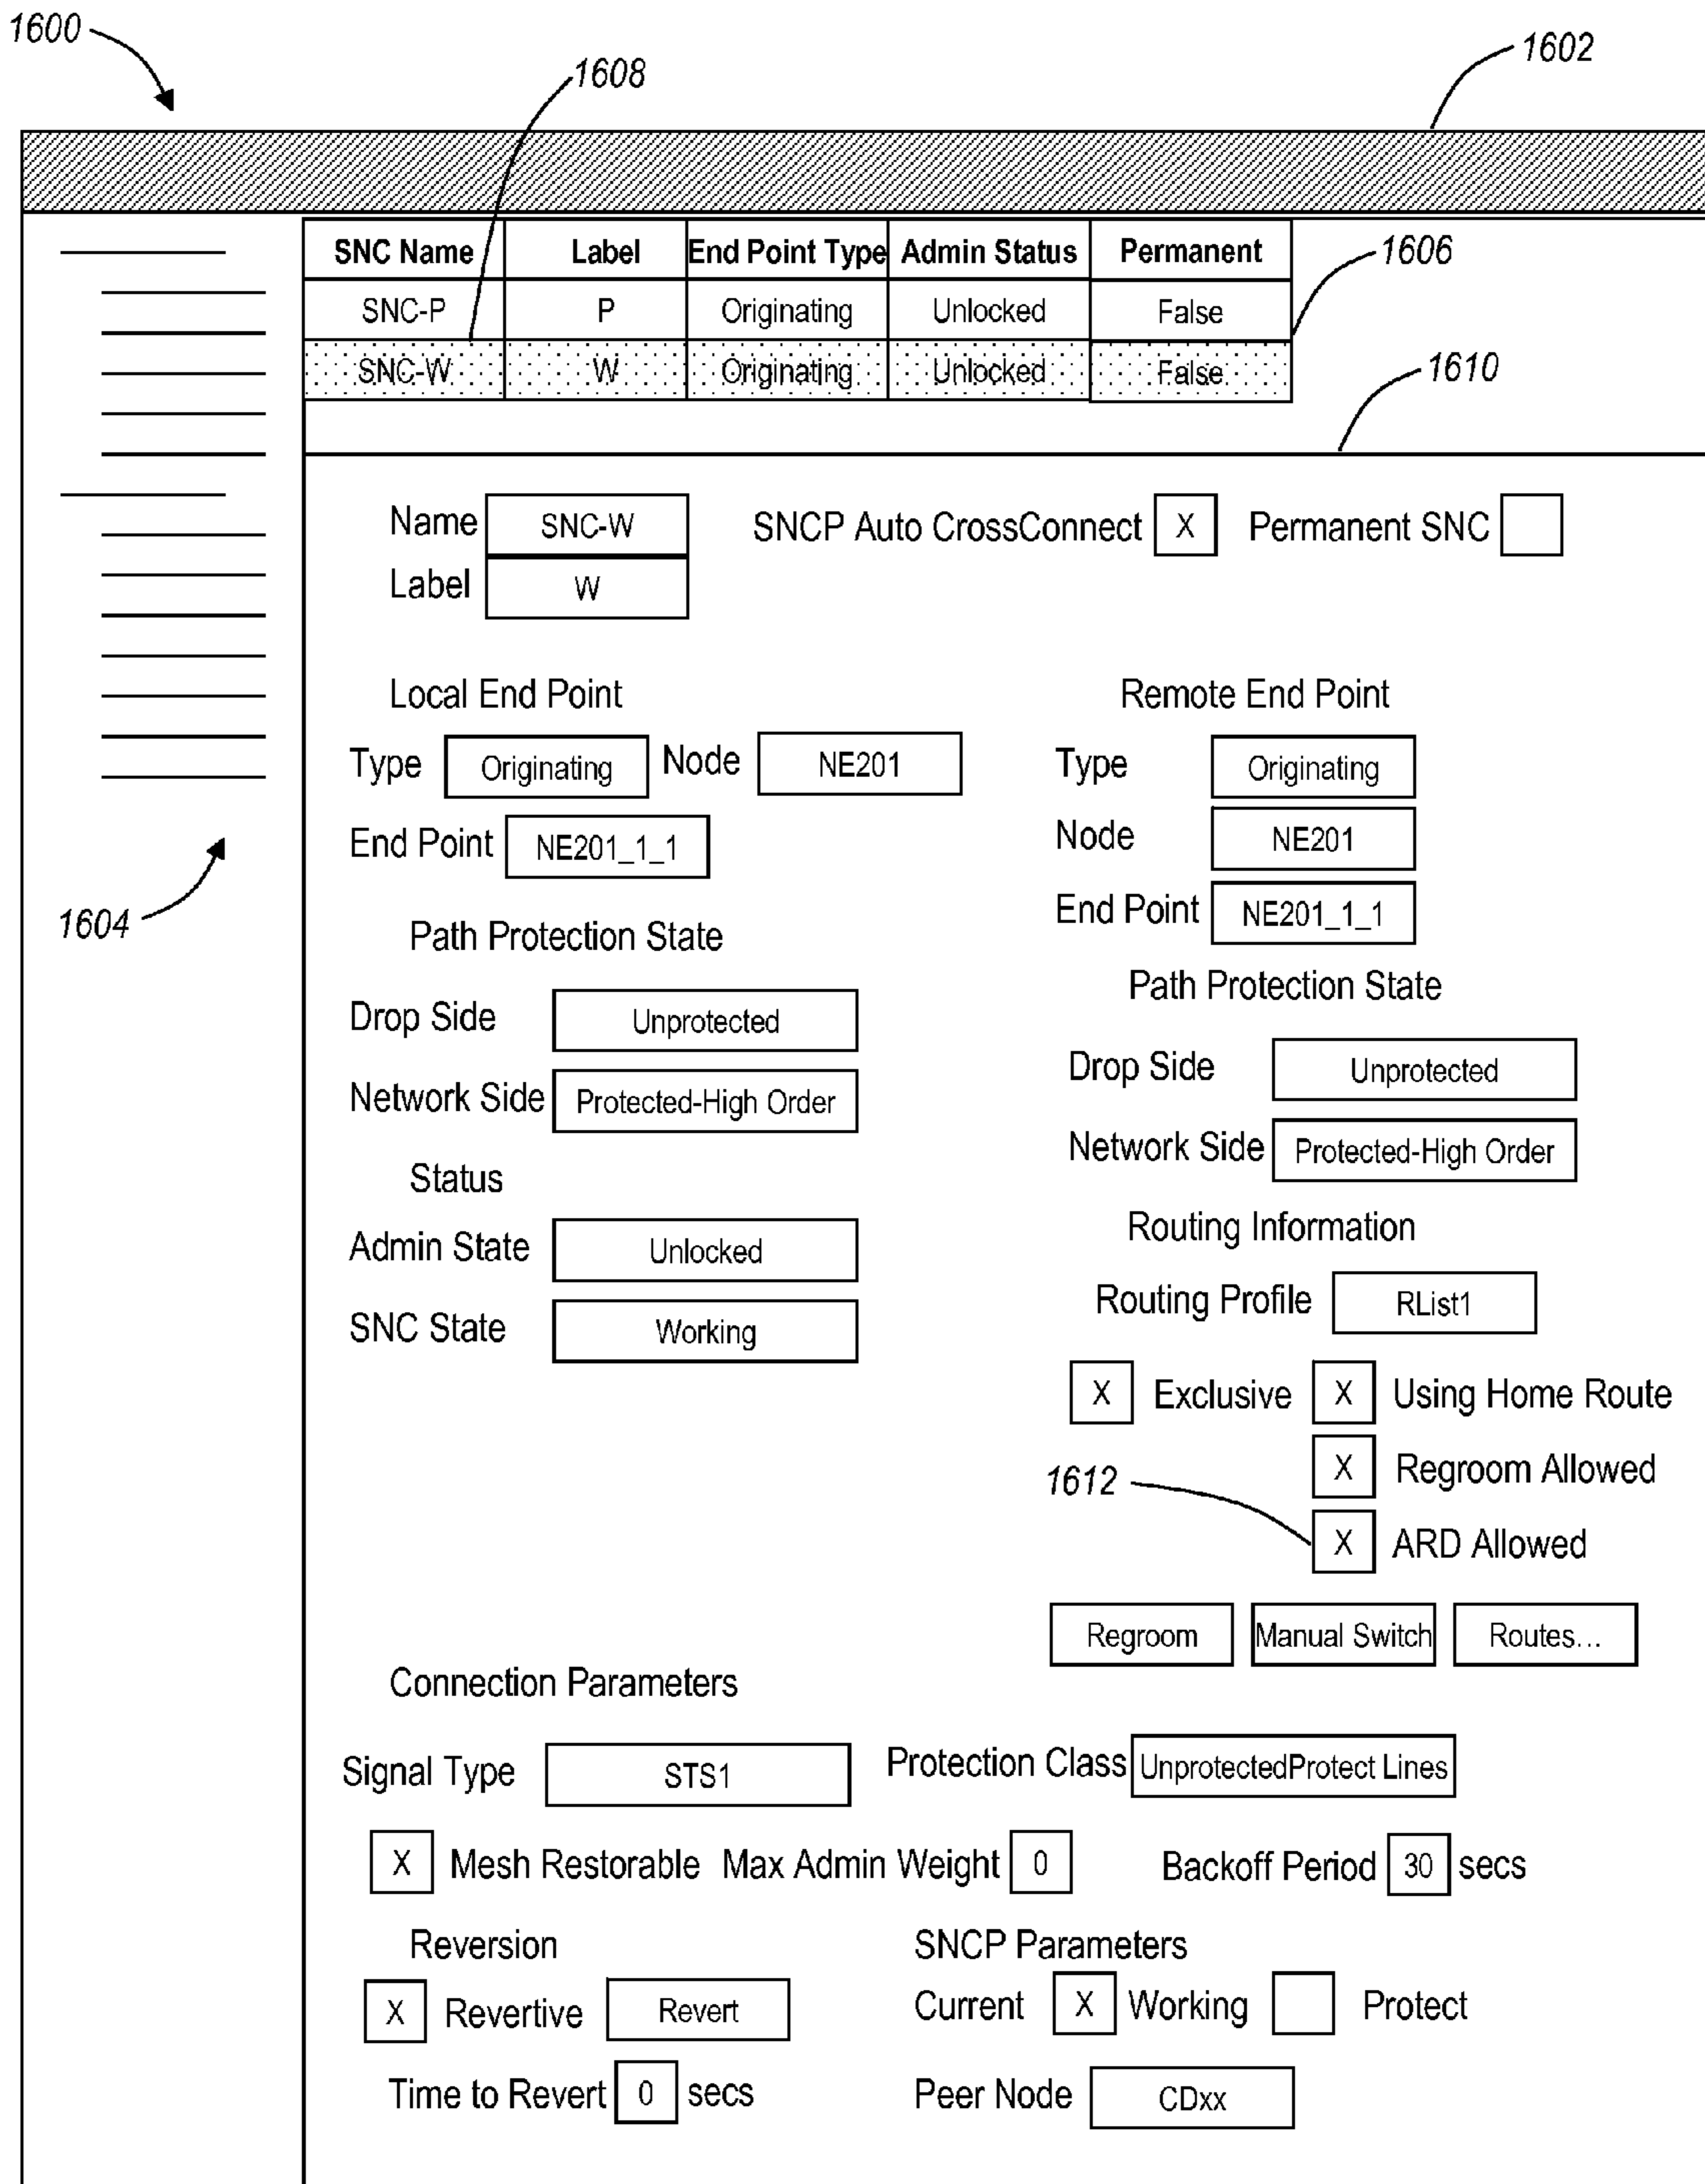 1600
1602
1608
SNC Name Label End Point Type Admin Status Permanent
1606
SNC-P P Originating Unlocked False
SNC-W W Originating Unlocked False
1610
Name SNC-W SNCP Auto CrossConnect X Permanent SNC
Label W
Local End Point Remote End Point
Type Originating Node NE201 Type Originating
Node NE201
End Point NE201_1_1
End Point NE201_1_1
1604
Path Protection State
Path Protection State
Drop Side Unprotected
Drop Side Unprotected
Network Side Protected-High Order
Network Side Protected-High Order
Status
Routing Information
Admin State Unlocked
Routing Profile RList1
SNC State Working
X Exclusive X Using Home Route
X Regroom Allowed
1612
X ARD Allowed
Regroom Manual Switch Routes...
Connection Parameters
Signal Type STS1 Protection Class UnprotectedProtect Lines
X Mesh Restorable Max Admin Weight 0 Backoff Period 30 secs
Reversion SNCP Parameters
X Revertive Revert Current X Working Protect
Time to Revert 0 secs Peer Node CDxx